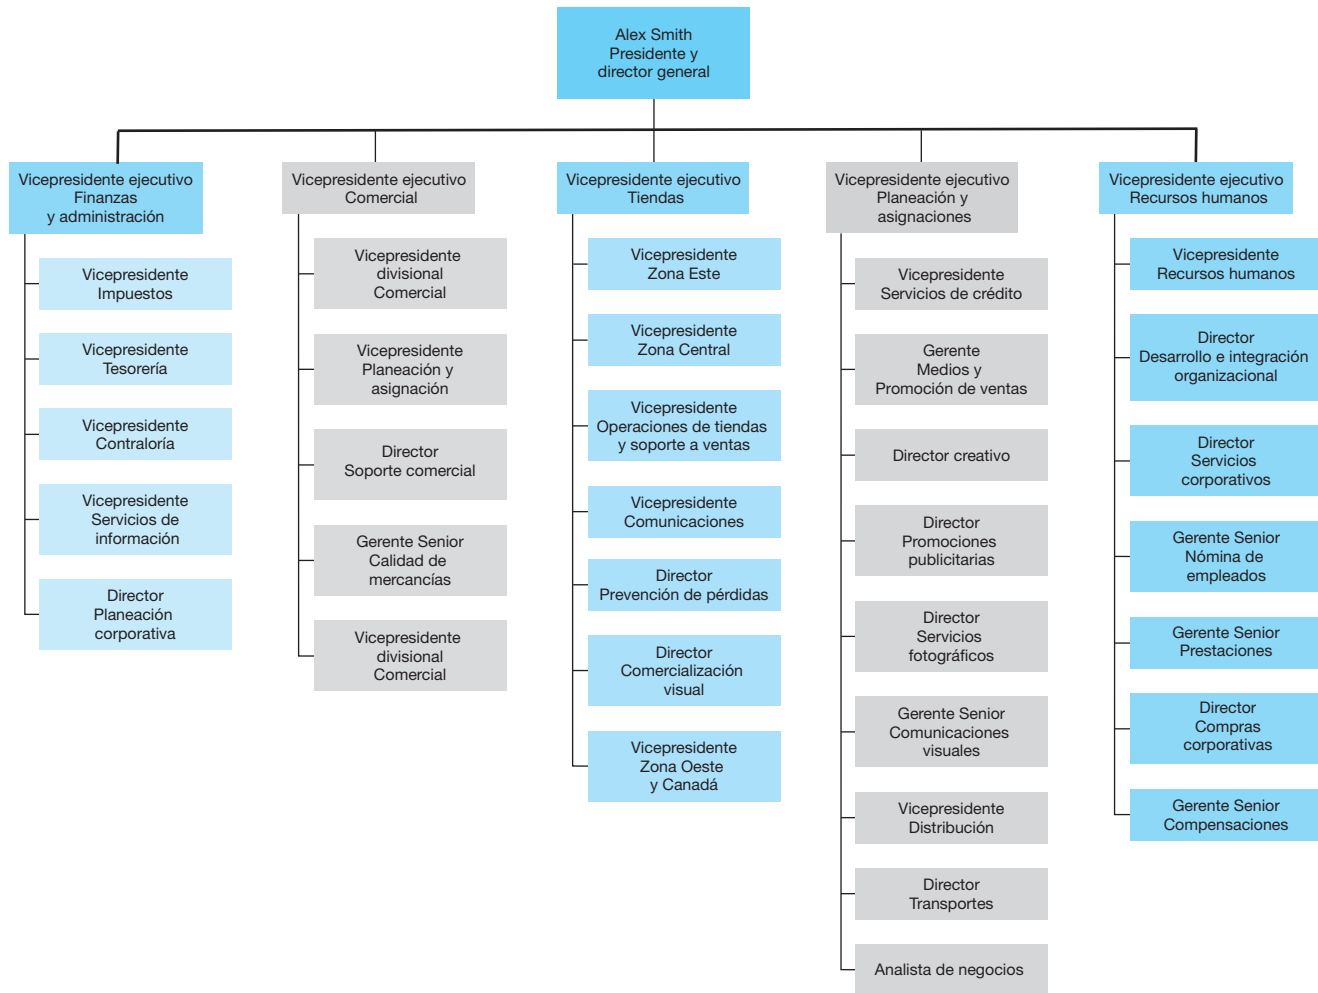 Alex Smith
Presidente y
director general
Vicepresidente ejecutivo
Finanzas
y administración
Vicepresidente
Impuestos
Vicepresidente
Tesorería
Vicepresidente
Contraloría
Vicepresidente
Servicios de
información
Director
Planeación
corporativa
Vicepresidente ejecutivo
Comercial
Vicepresidente
divisional
Comercial
Vicepresidente
Planeación y
asignación
Director
Soporte comercial
Gerente Senior
Calidad de
mercancías
Vicepresidente
divisional
Comercial
Vicepresidente ejecutivo
Tiendas
Vicepresidente
Zona Este
Vicepresidente
Zona Central
Vicepresidente
Operaciones de tiendas
y soporte a ventas
Vicepresidente
Comunicaciones
Director
Prevención de pérdidas
Director
Comercialización
visual
Vicepresidente
Zona Oeste
y Canadá
Vicepresidente ejecutivo
Planeación y
asignaciones
Vicepresidente
Servicios de crédito
Gerente
Medios y
Promoción de ventas
Director creativo
Director
Promociones
publicitarias
Director
Servicios
fotográficos
Gerente Senior
Comunicaciones
visuales
Vicepresidente
Distribución
Director
Transportes
Analista de negocios
Vicepresidente ejecutivo
Recursos humanos
Vicepresidente
Recursos humanos
Director
Desarrollo e integración
organizacional
Director
Servicios
corporativos
Gerente Senior
Nómina de
empleados
Gerente Senior
Prestaciones
Director
Compras
corporativas
Gerente Senior
Compensaciones